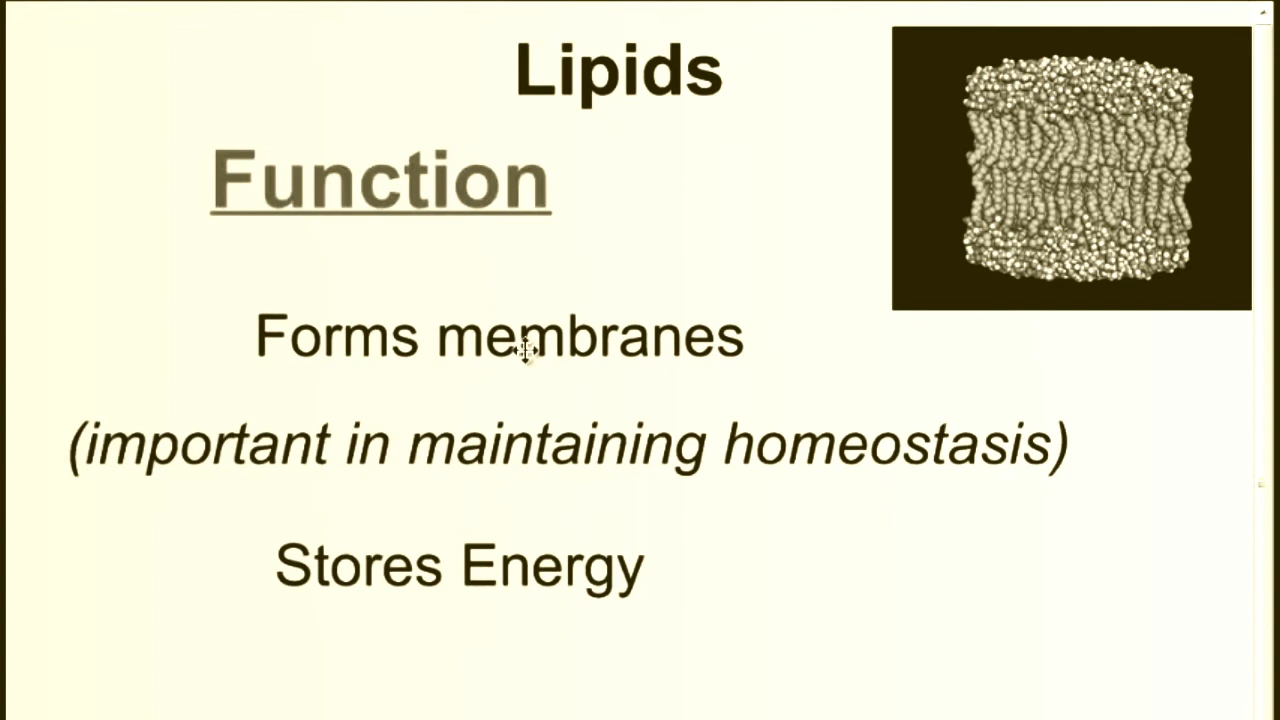 Lipids
Function
Forms membranes
(important in maintaining homeostasis)
Stores Energy